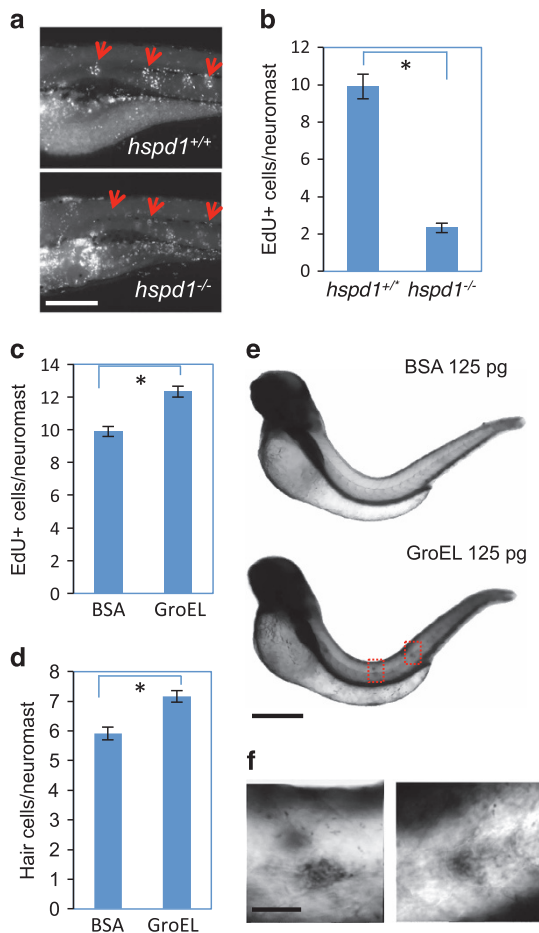 a
hspd1+/+
hspd1-/-
b
EdU+ cells/neuromast
12
10
8
6
4
2
0
*
hspd1+/* hspd1-/-
c
EdU+ cells/neuromast
14
12
10
8
6
4
2
0
*
BSA GroEL
d
Hair cells/neuromast
8
7
6
5
4
3
2
1
0
*
BSA GroEL
e
BSA 125 pg
GroEL 125 pg
f